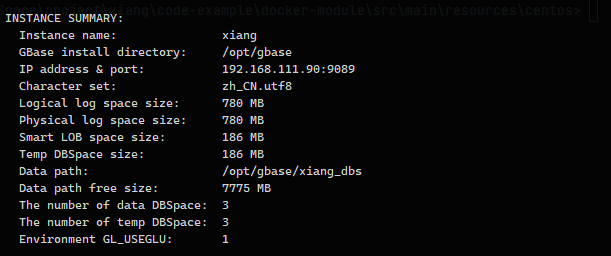 Space\project\xiang\code-example\docker-module\src\main\resources\centos>
INSTANCE SUMMARY:
Instance name: xiang
GBase install directory: /opt/gbase
IP address & port: 192.168.111.90:9089
Character set: zh_CN.utf8
Logical log space size: 780 MB
Physical log space size: 780 MB
Smart LOB space size: 186 MB
Temp DBSpace size: 186 MB
Data path: /opt/gbase/xiang_dbs
Data path free size: 7775 MB
The number of data DBSpace: 3
The number of temp DBSpace: 3
Environment GL_USEGLU: 1